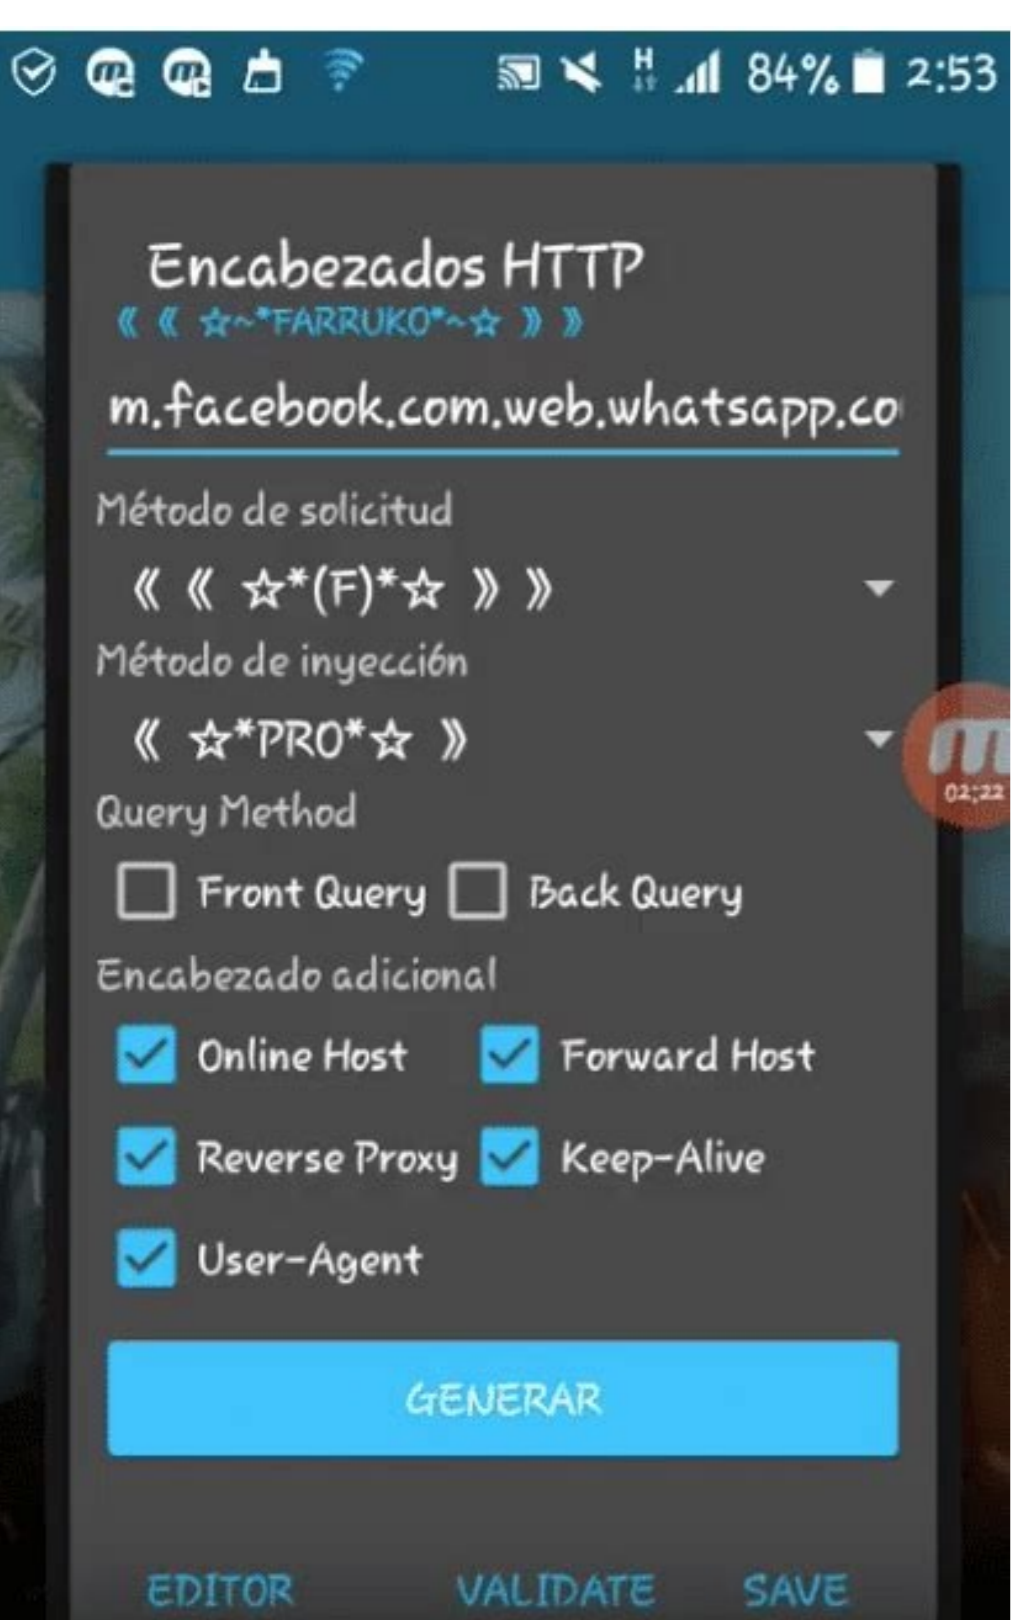 H 84% 2:53
Encabezados HTTP
《 《 ☆~*FARRUKO*~☆ 》 》
m.facebook.com.web.whatsapp.co
Método de solicitud
《 《 ☆*(F)*☆ 》 》
Método de inyección
《 ☆*PRO*☆ 》
02:22
Query Method
Front Query Back Query
Encabezado adicional
Online Host Forward Host
Reverse Proxy Keep-Alive
User-Agent
GENERAR
EDITOR VALIDATE SAVE